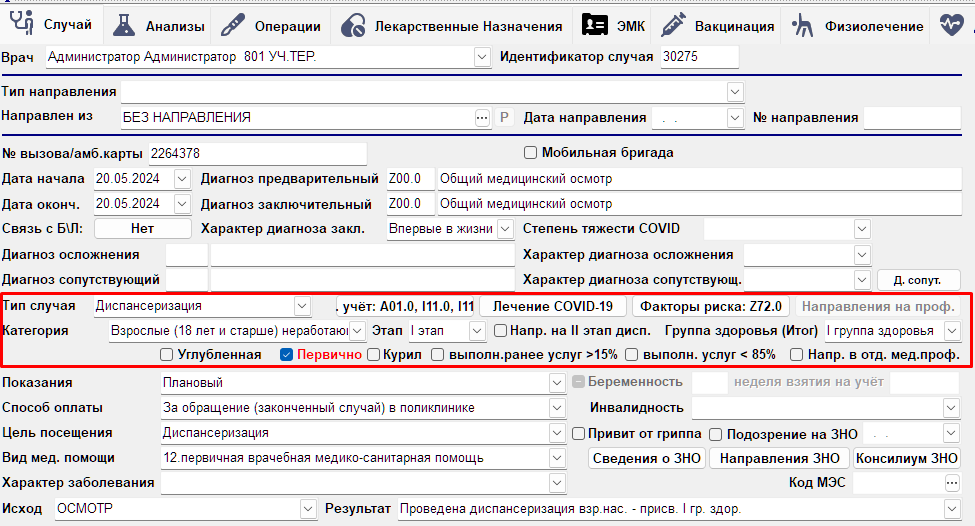 Случай Анализы Операции Лекарственные Назначения ЭМК Вакцинация Физиолечение
Врач Администратор Администратор 801 УЧ.ТЕР. Идентификатор случая 30275
Тип направления
Направлен из БЕЗ НАПРАВЛЕНИЯ ... Р Дата направления . . № направления
№ вызова/амб.карты 2264378 Мобильная бригада
Дата начала 20.05.2024 Диагноз предварительный Z00.0 Общий медицинский осмотр
Дата оконч. 20.05.2024 Диагноз заключительный Z00.0 Общий медицинский осмотр
Связь с Б\Л: Нет Характер диагноза закл. Впервые в жизни Степень тяжести COVID
Диагноз осложнения Характер диагноза осложнения
Диагноз сопутствующий Характер диагноза сопутствующ. Д. сопут.
Тип случая Диспансеризация . учёт: A01.0, I11.0, I11 Лечение COVID-19 Факторы риска: Z72.0 Направления на проф.
Категория Взрослые (18 лет и старше) неработаю Этап I этап Напр. на II этап дисп. Группа здоровья (Итог) I группа здоровья
Углубленная Первично Курил выполн.ранее услуг >15% выполн. услуг < 85% Напр. в отд. мед.проф.
Показания Плановый Беременность неделя взятия на учёт
Способ оплаты За обращение (законченный случай) в поликлинике Инвалидность
Цель посещения Диспансеризация Привит от гриппа Подозрение на ЗНО . .
Вид мед. помощи 12.первичная врачебная медико-санитарная помощь Сведения о ЗНО Направления ЗНО Консилиум ЗНО
Характер заболевания Код МЭС ...
Исход ОСМОТР Результат Проведена диспансеризация взр.нас. - присв. I гр. здор.